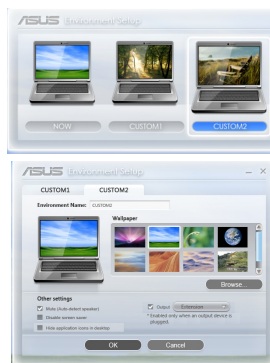 ASUS Environment Setup
NOW
CUSTOM1
CUSTOM2
ASUS Environment Setup
CUSTOM1
CUSTOM2
Environment Name: CUSTOM2
Wallpaper
Browse...
Other settings
Mute (Auto-detect speaker)
Disable screen saver
Hide application icons in desktop
Output
Extension
* Enabled only when an output device is
plugged.
OK
Cancel